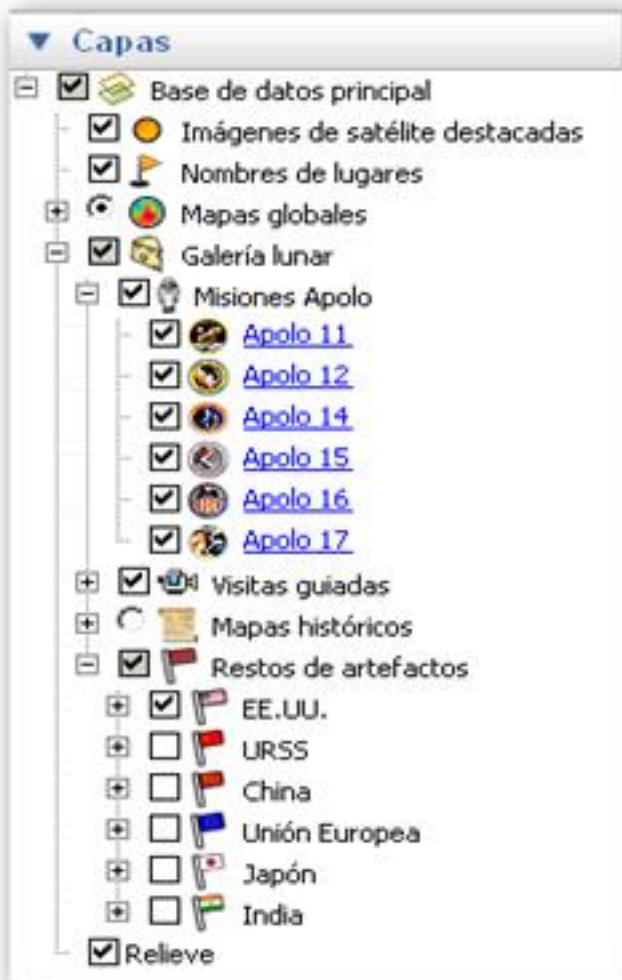 Capas
Base de datos principal
Imágenes de satélite destacadas
Nombres de lugares
Mapas globales
Galería lunar
Misiones Apolo
Apolo 11
Apolo 12
Apolo 14
Apolo 15
Apolo 16
Apolo 17
Visitas guiadas
Mapas históricos
Restos de artefactos
EE.UU.
URSS
China
Unión Europea
Japón
India
Relieve